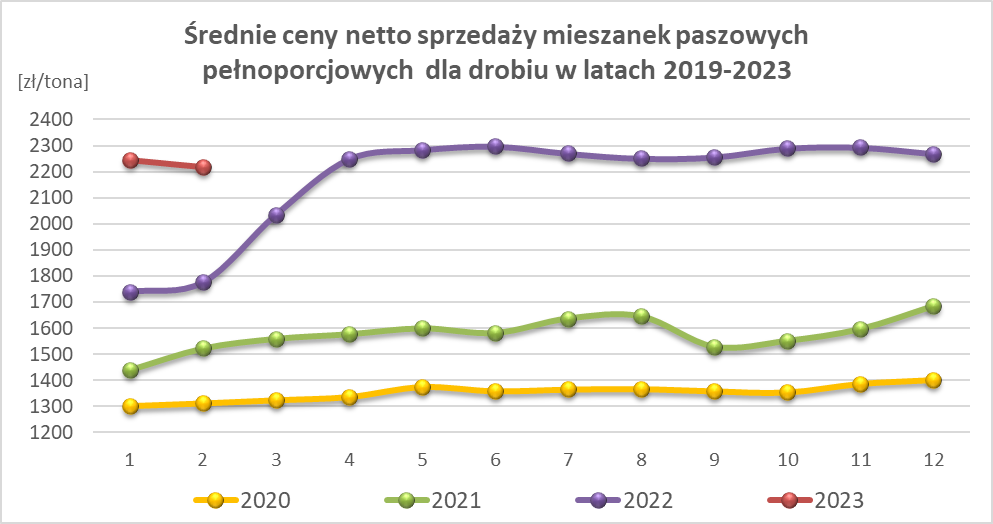 Średnie ceny netto sprzedaży mieszanek paszowych
pełnoporcjowych dla drobiu w latach 2019-2023
[zł/tona]
2400
2300
2200
2100
2000
1900
1800
1700
1600
1500
1400
1300
1200
1 2 3 4 5 6 7 8 9 10 11 12
2020 2021 2022 2023